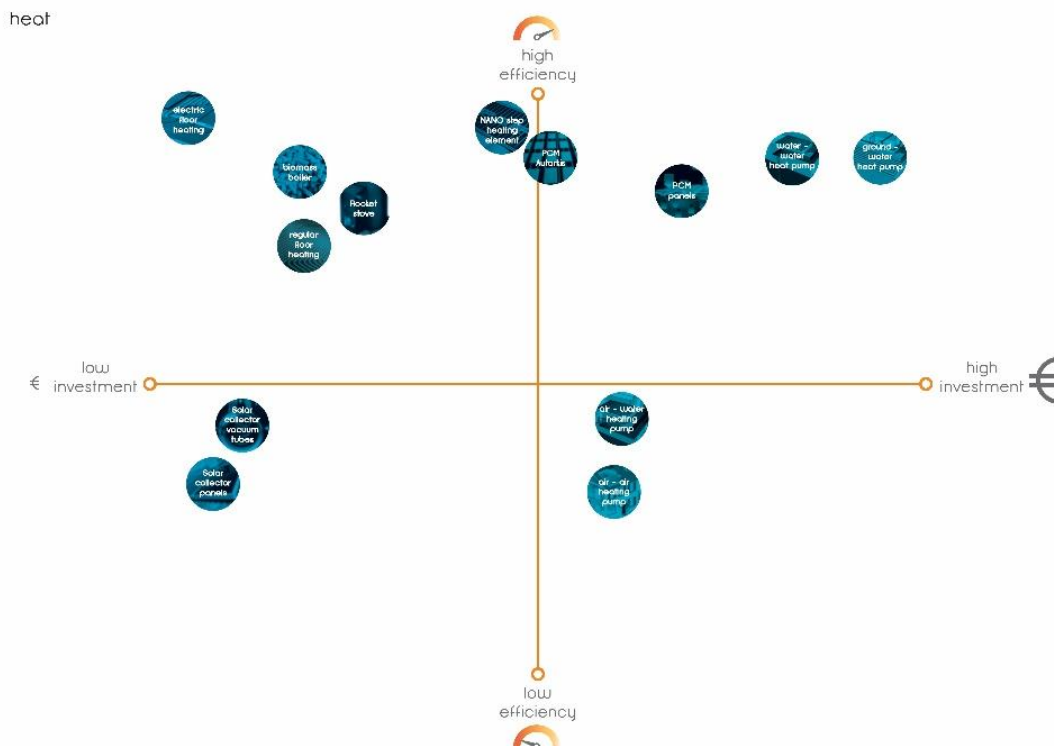 heat
high
efficiency
electric
floor
heating
NANO step
heating
element
PCM
Autarkis
water -
water
heat pump
ground -
water
heat pump
biomass
boiler
PCM
panels
Rocket
stove
regular
floor
heating
low
€ investment
high
investment €
Solar
collector
vacuum
tubes
air - water
heating
pump
Solar
collector
panels
air - air
heating
pump
low
efficiency